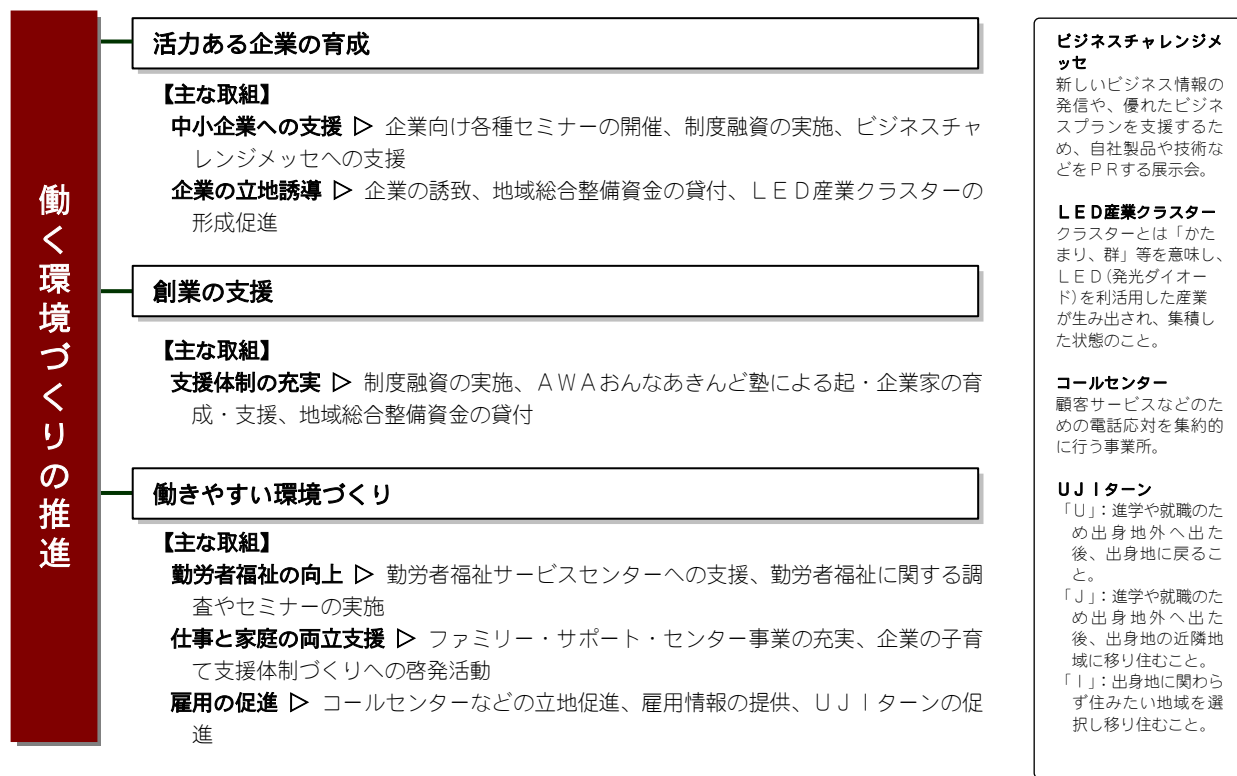 働く環境づくりの推進
活力ある企業の育成
【主な取組】
中小企業への支援 ▷ 企業向け各種セミナーの開催、制度融資の実施、ビジネスチャ
レンジメッセへの支援
企業の立地誘導 ▷ 企業の誘致、地域総合整備資金の貸付、ＬＥＤ産業クラスターの
形成促進
創業の支援
【主な取組】
支援体制の充実 ▷ 制度融資の実施、ＡＷＡおんなあきんど塾による起・企業家の育
成・支援、地域総合整備資金の貸付
働きやすい環境づくり
【主な取組】
勤労者福祉の向上 ▷ 勤労者福祉サービスセンターへの支援、勤労者福祉に関する調
査やセミナーの実施
仕事と家庭の両立支援 ▷ ファミリー・サポート・センター事業の充実、企業の子育
て支援体制づくりへの啓発活動
雇用の促進 ▷ コールセンターなどの立地促進、雇用情報の提供、ＵＪＩターンの促
進
ビジネスチャレンジメ
ッセ
新しいビジネス情報の
発信や、優れたビジネ
スプランを支援するた
め、自社製品や技術な
どをＰＲする展示会。
ＬＥＤ産業クラスター
クラスターとは「かた
まり、群」等を意味し、
ＬＥＤ(発光ダイオー
ド)を利活用した産業
が生み出され、集積し
た状態のこと。
コールセンター
顧客サービスなどのた
めの電話応対を集約的
に行う事業所。
ＵＪＩターン
「Ｕ」：進学や就職のた
め出身地外へ出た
後、出身地に戻るこ
と。
「Ｊ」：進学や就職のた
め出身地外へ出た
後、出身地の近隣地
域に移り住むこと。
「Ｉ」：出身地に関わら
ず住みたい地域を選
択し移り住むこと。